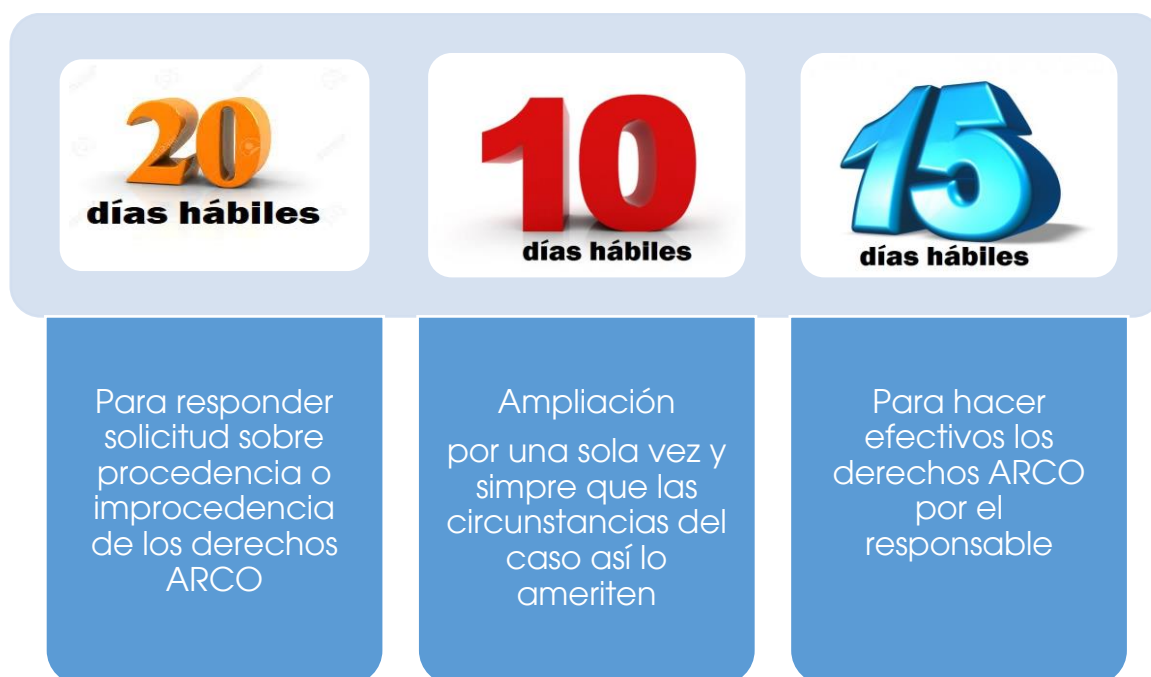 20
días hábiles
10
días hábiles
15
días hábiles
Para responder
solicitud sobre
procedencia o
improcedencia
de los derechos
ARCO
Ampliación
por una sola vez y
simpre que las
circunstancias del
caso así lo
ameriten
Para hacer
efectivos los
derechos ARCO
por el
responsable